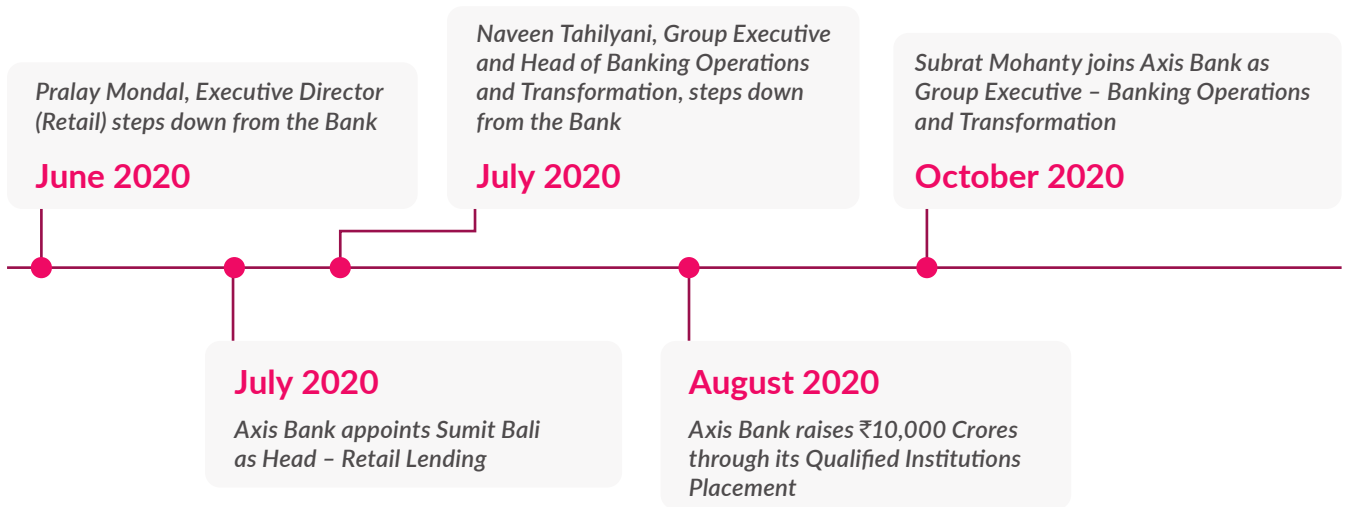 Pralay Mondal, Executive Director
(Retail) steps down from the Bank
June 2020
July 2020
Axis Bank appoints Sumit Bali
as Head – Retail Lending
Naveen Tahilyani, Group Executive
and Head of Banking Operations
and Transformation, steps down
from the Bank
July 2020
August 2020
Axis Bank raises ₹10,000 Crores
through its Qualified Institutions
Placement
Subrat Mohanty joins Axis Bank as
Group Executive – Banking Operations
and Transformation
October 2020